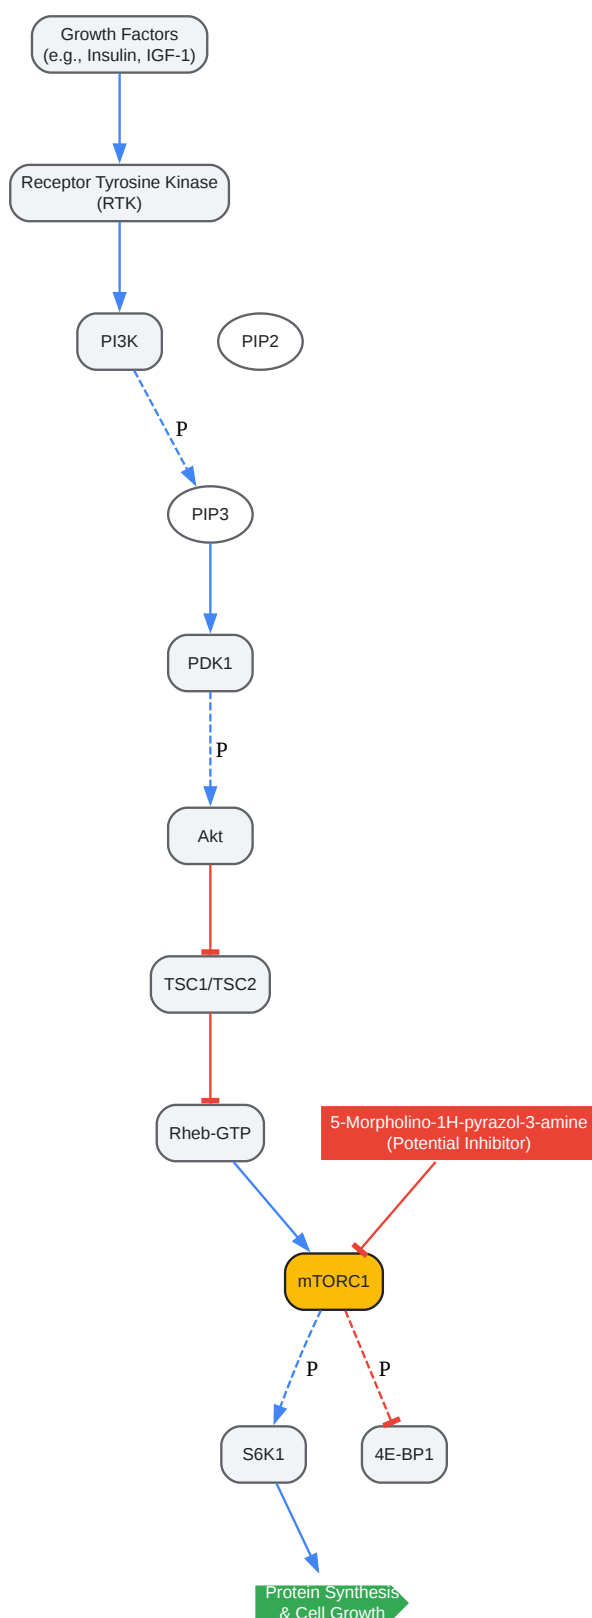 Growth Factors
(e.g., Insulin, IGF-1)
Receptor Tyrosine Kinase
(RTK)
PI3K
PIP2
P
PIP3
PDK1
P
Akt
TSC1/TSC2
Rheb-GTP
5-Morpholino-1H-pyrazol-3-amine
(Potential Inhibitor)
mTORC1
P
P
S6K1
4E-BP1
Protein Synthesis
& Cell Growth